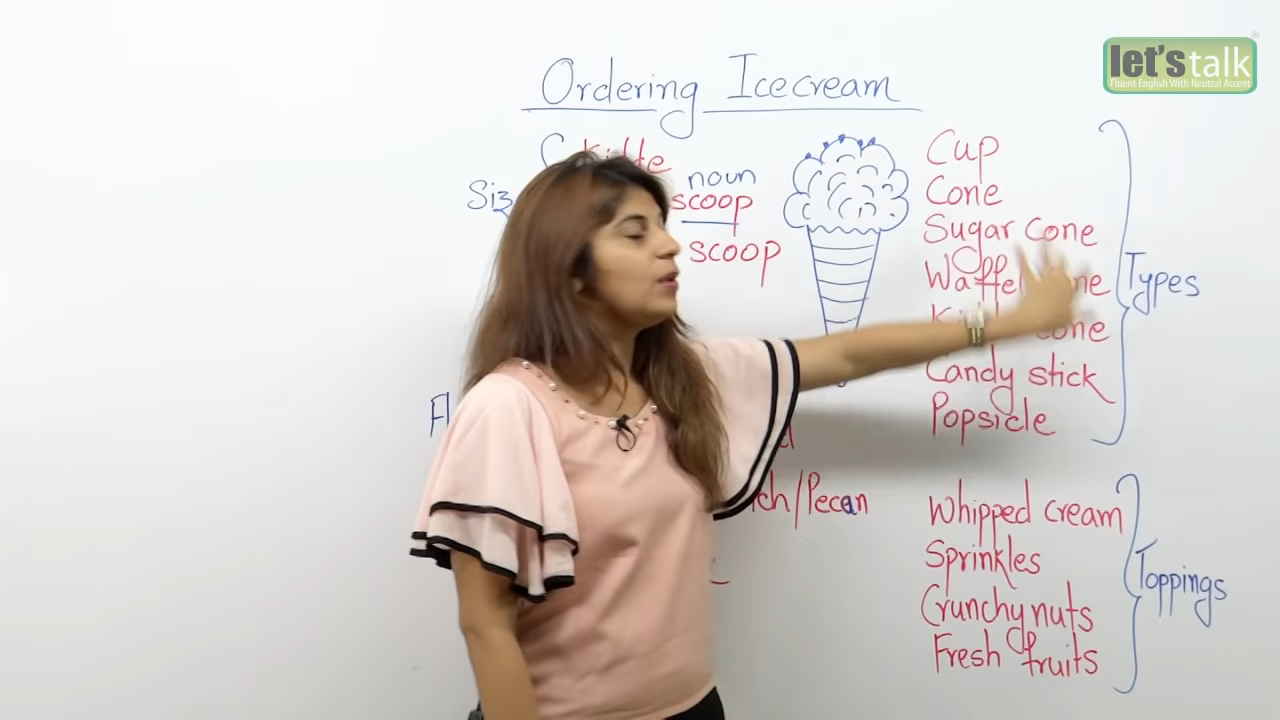 let's talk
®
Fluent English With Neutral Accent
Ordering Icecream
noun
scoop
scoop
Cup
Cone
Sugar cone
cone
Candy stick
Popsicle
Types
/Pecan
Whipped cream
Sprinkles
Crunchy nuts
Fresh fruits
Toppings